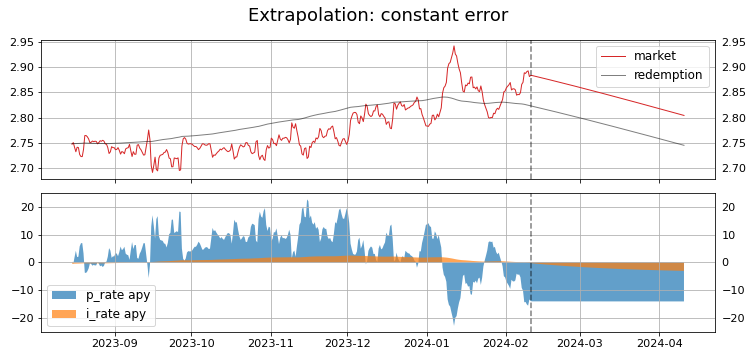 Extrapolation: constant error
2.95 2.95
2.90 2.90
2.85 2.85
2.80 2.80
2.75 2.75
2.70 2.70
market
redemption
20 20
10 10
0 0
−10 −10
−20 −20
p_rate apy
i_rate apy
2023-09 2023-10 2023-11 2023-12 2024-01 2024-02 2024-03 2024-04